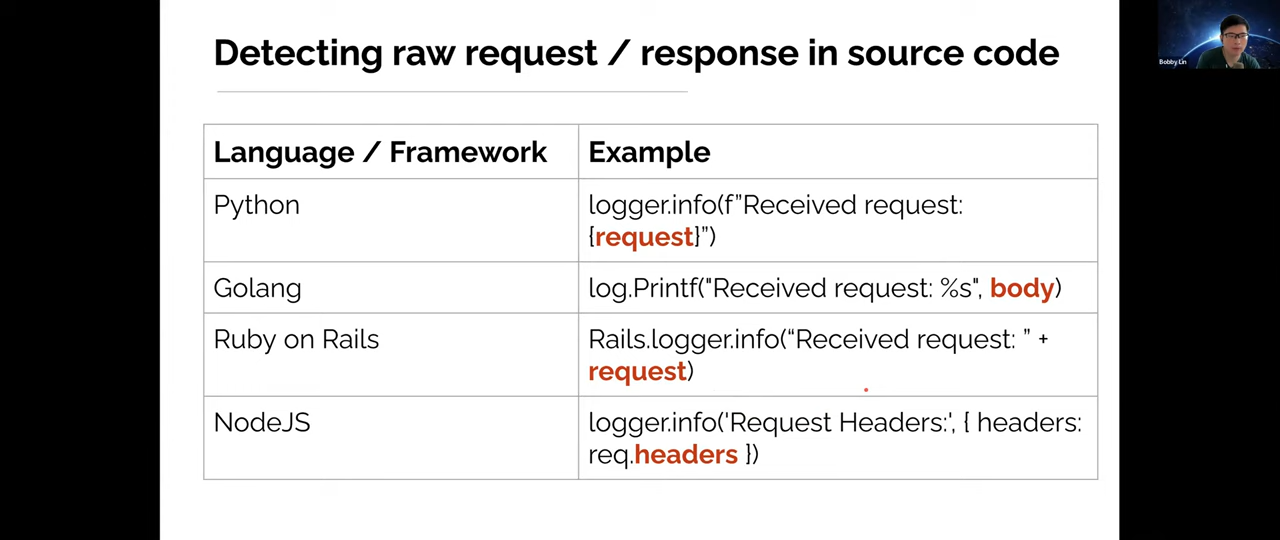 Detecting raw request / response in source code
Bobby Lin
Language / Framework
Example
Python
logger.info(f”Received request:
{request}”)
Golang
log.Printf("Received request: %s", body)
Ruby on Rails
Rails.logger.info(“Received request: ” +
request)
NodeJS
logger.info('Request Headers:', { headers:
req.headers })